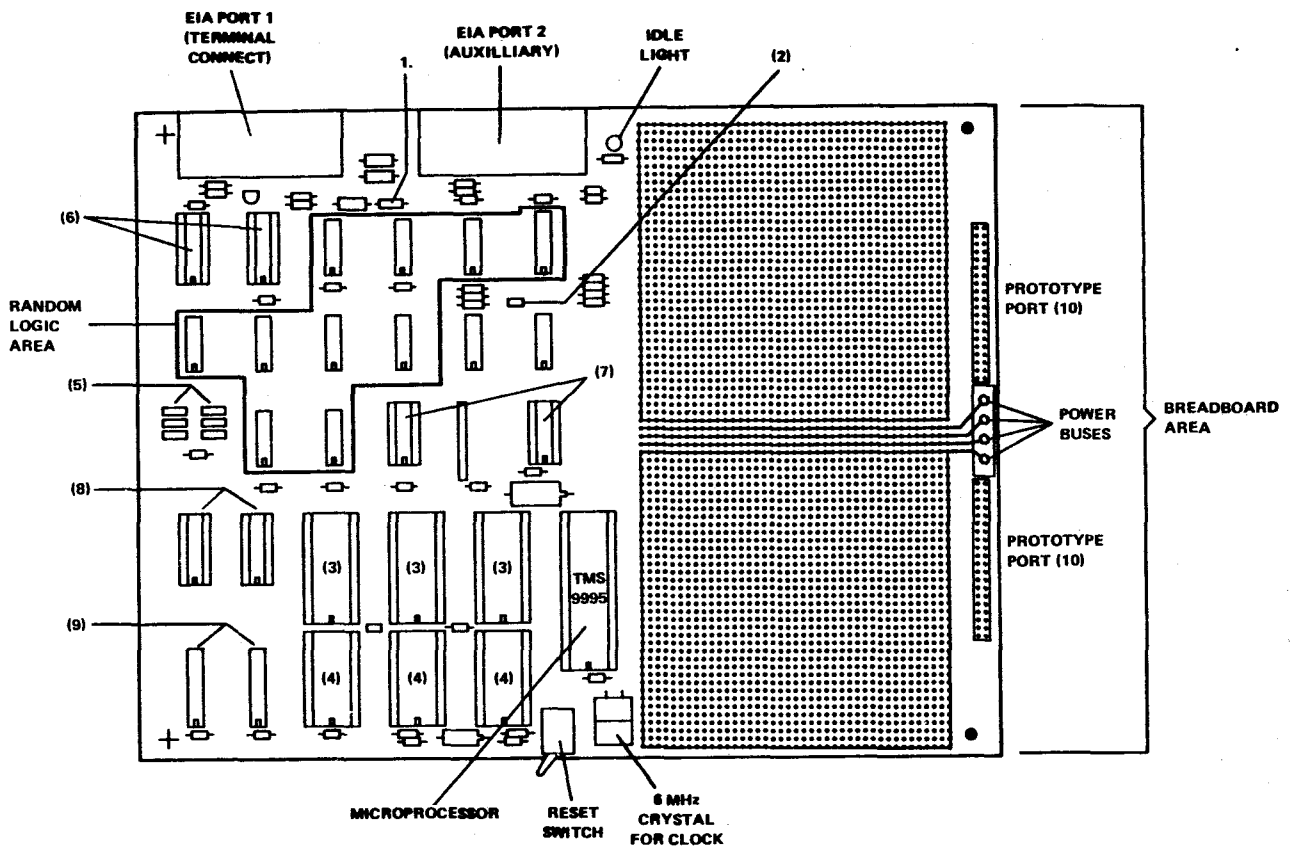 EIA PORT 1
(TERMINAL
CONNECT)
1.
EIA PORT 2
(AUXILLIARY)
IDLE
LIGHT
(2)
(6)
RANDOM
LOGIC
AREA
(5)
(7)
(8)
(9)
(3)
(3)
(3)
(4)
(4)
(4)
TMS
9995
PROTOTYPE
PORT (10)
POWER
BUSES
BREADBOARD
AREA
PROTOTYPE
PORT (10)
MICROPROCESSOR
RESET
SWITCH
6 MHz
CRYSTAL
FOR CLOCK